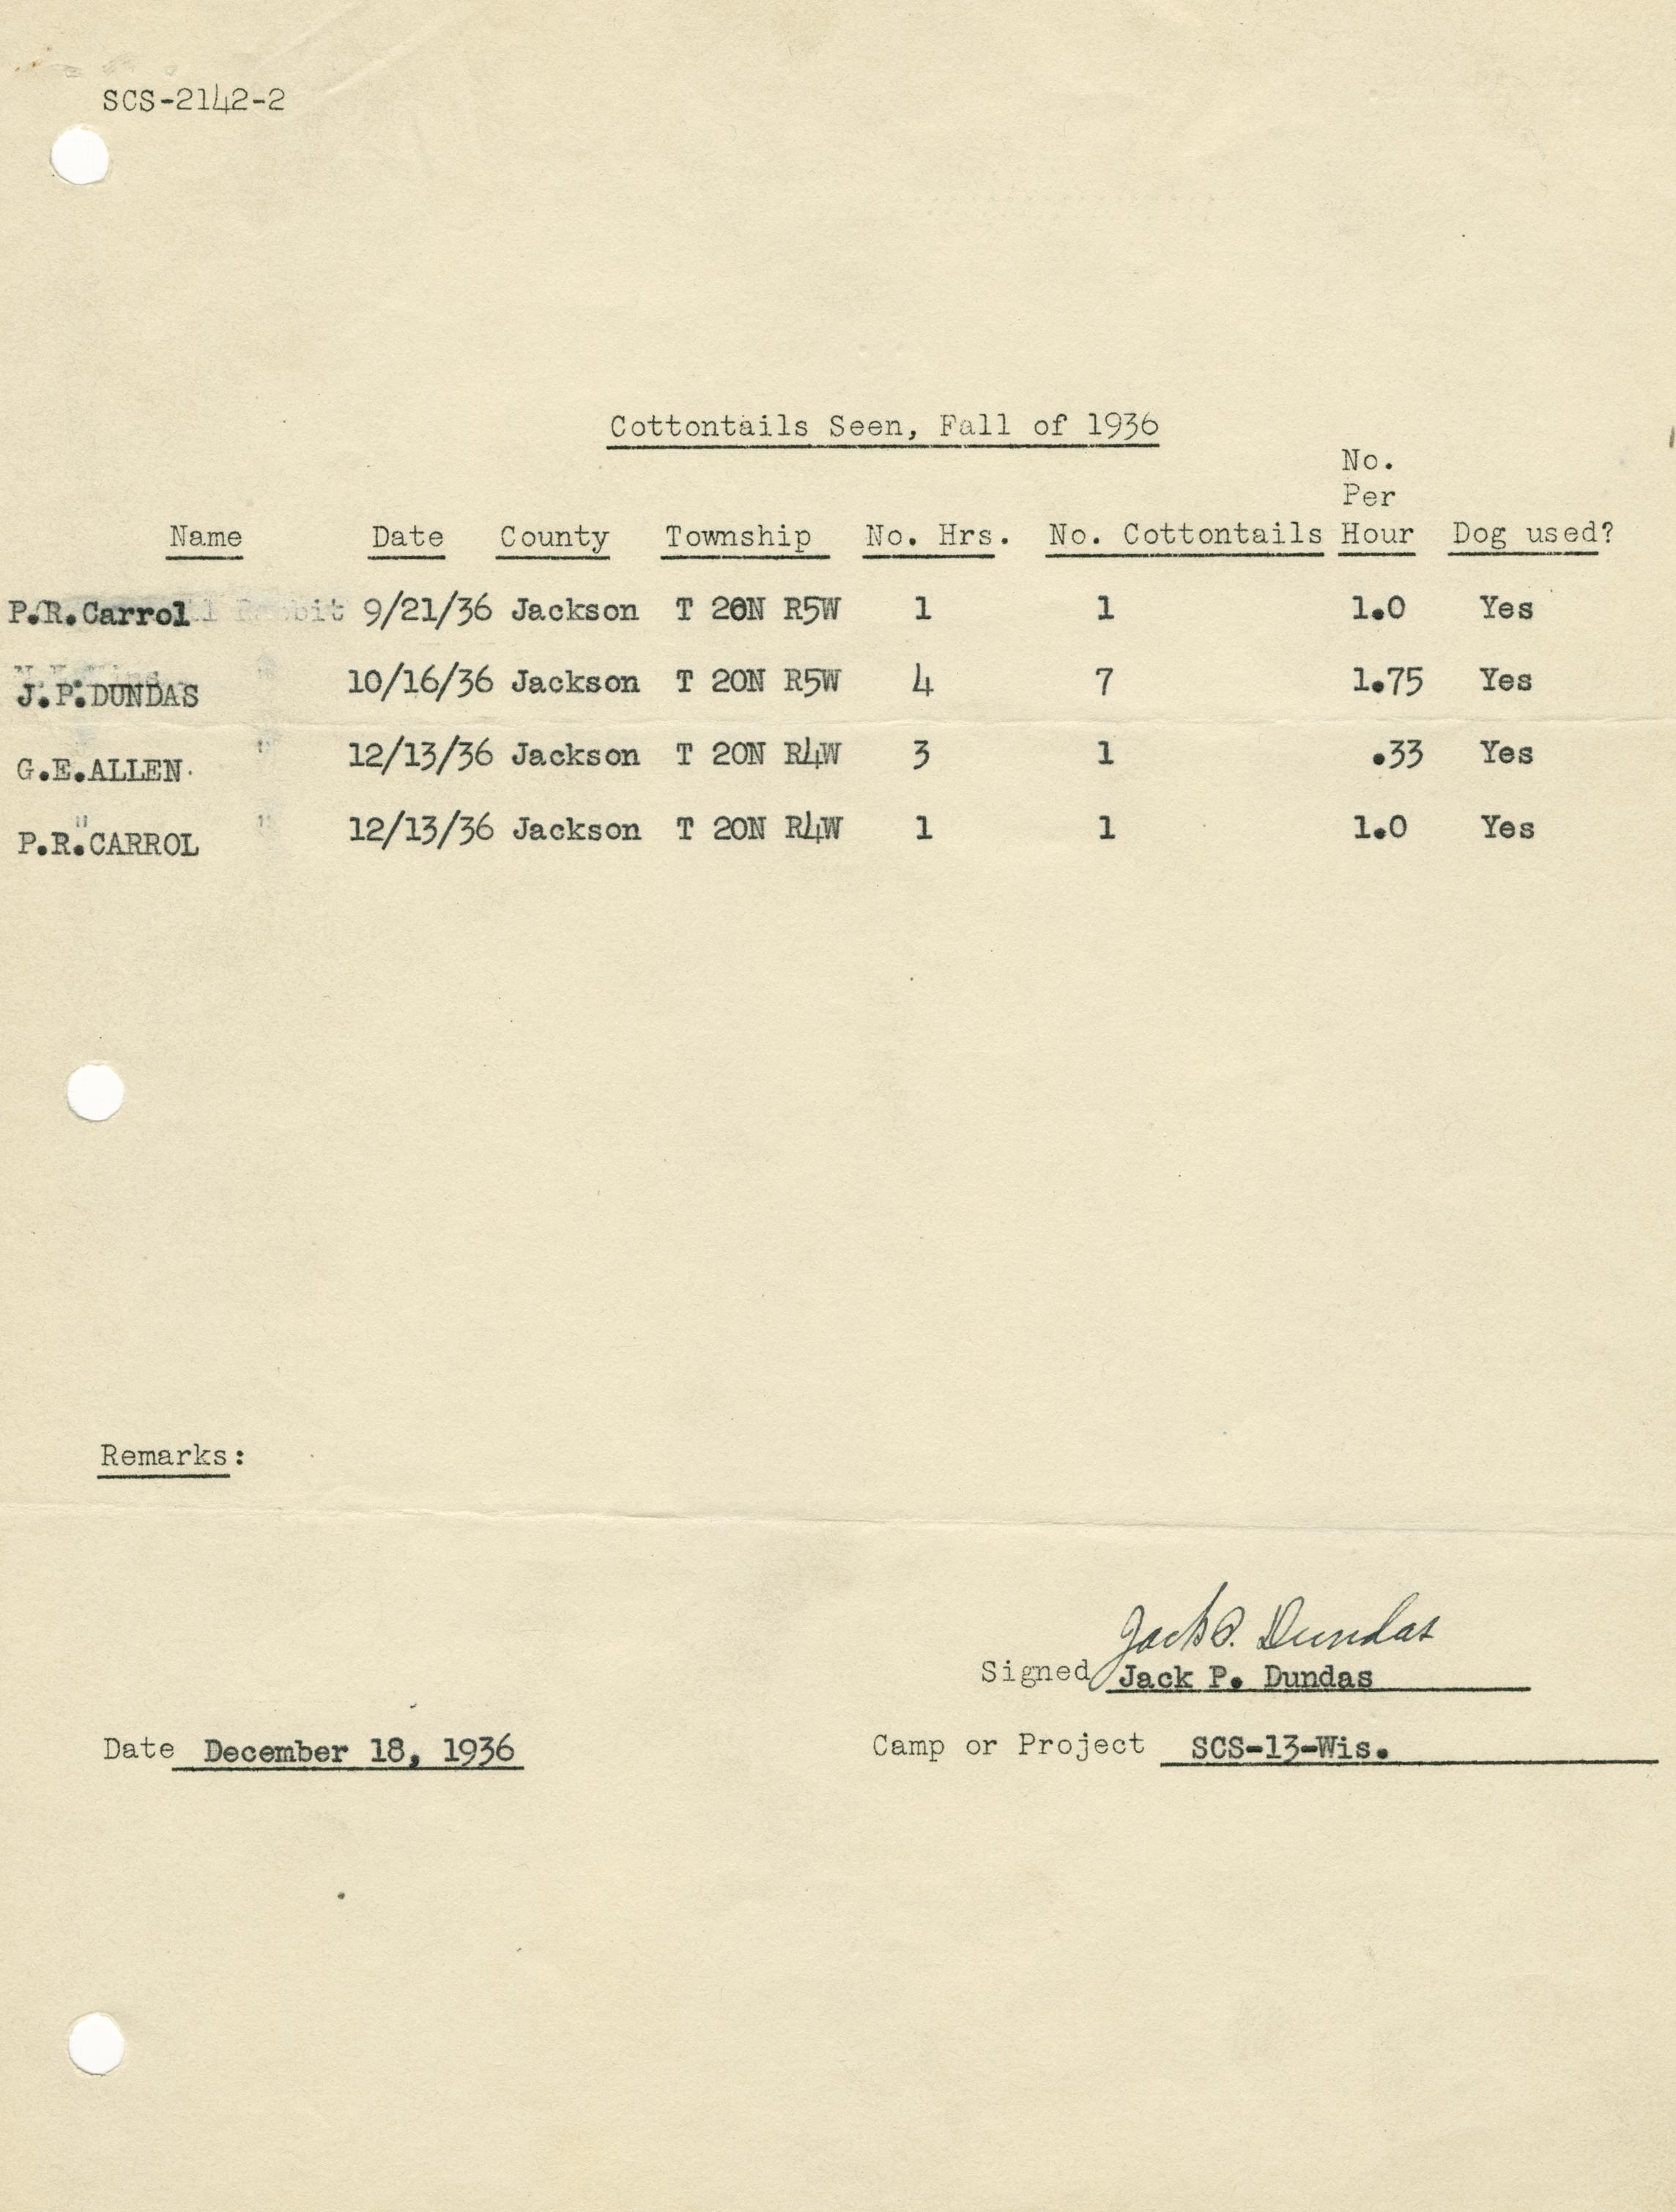 SCS-2142-2
Cottontails Seen, Fall of 1936
No.
Per
Name Date County Township No. Hrs. No. Cottontails Hour Dog used?
P.R.Carrol 9/21/36 Jackson T 20N R5W 1 1 1.0 Yes
J.P.DUNDAS 10/16/36 Jackson T 20N R5W 4 7 1.75 Yes
G.E.ALLEN " 12/13/36 Jackson T 20N R4W 3 1 .33 Yes
P.R.CARROL " 12/13/36 Jackson T 20N R4W 1 1 1.0 Yes
Remarks:
Jack P. Dundas
Signed Jack P. Dundas
Date December 18, 1936 Camp or Project SCS-13-Wis.